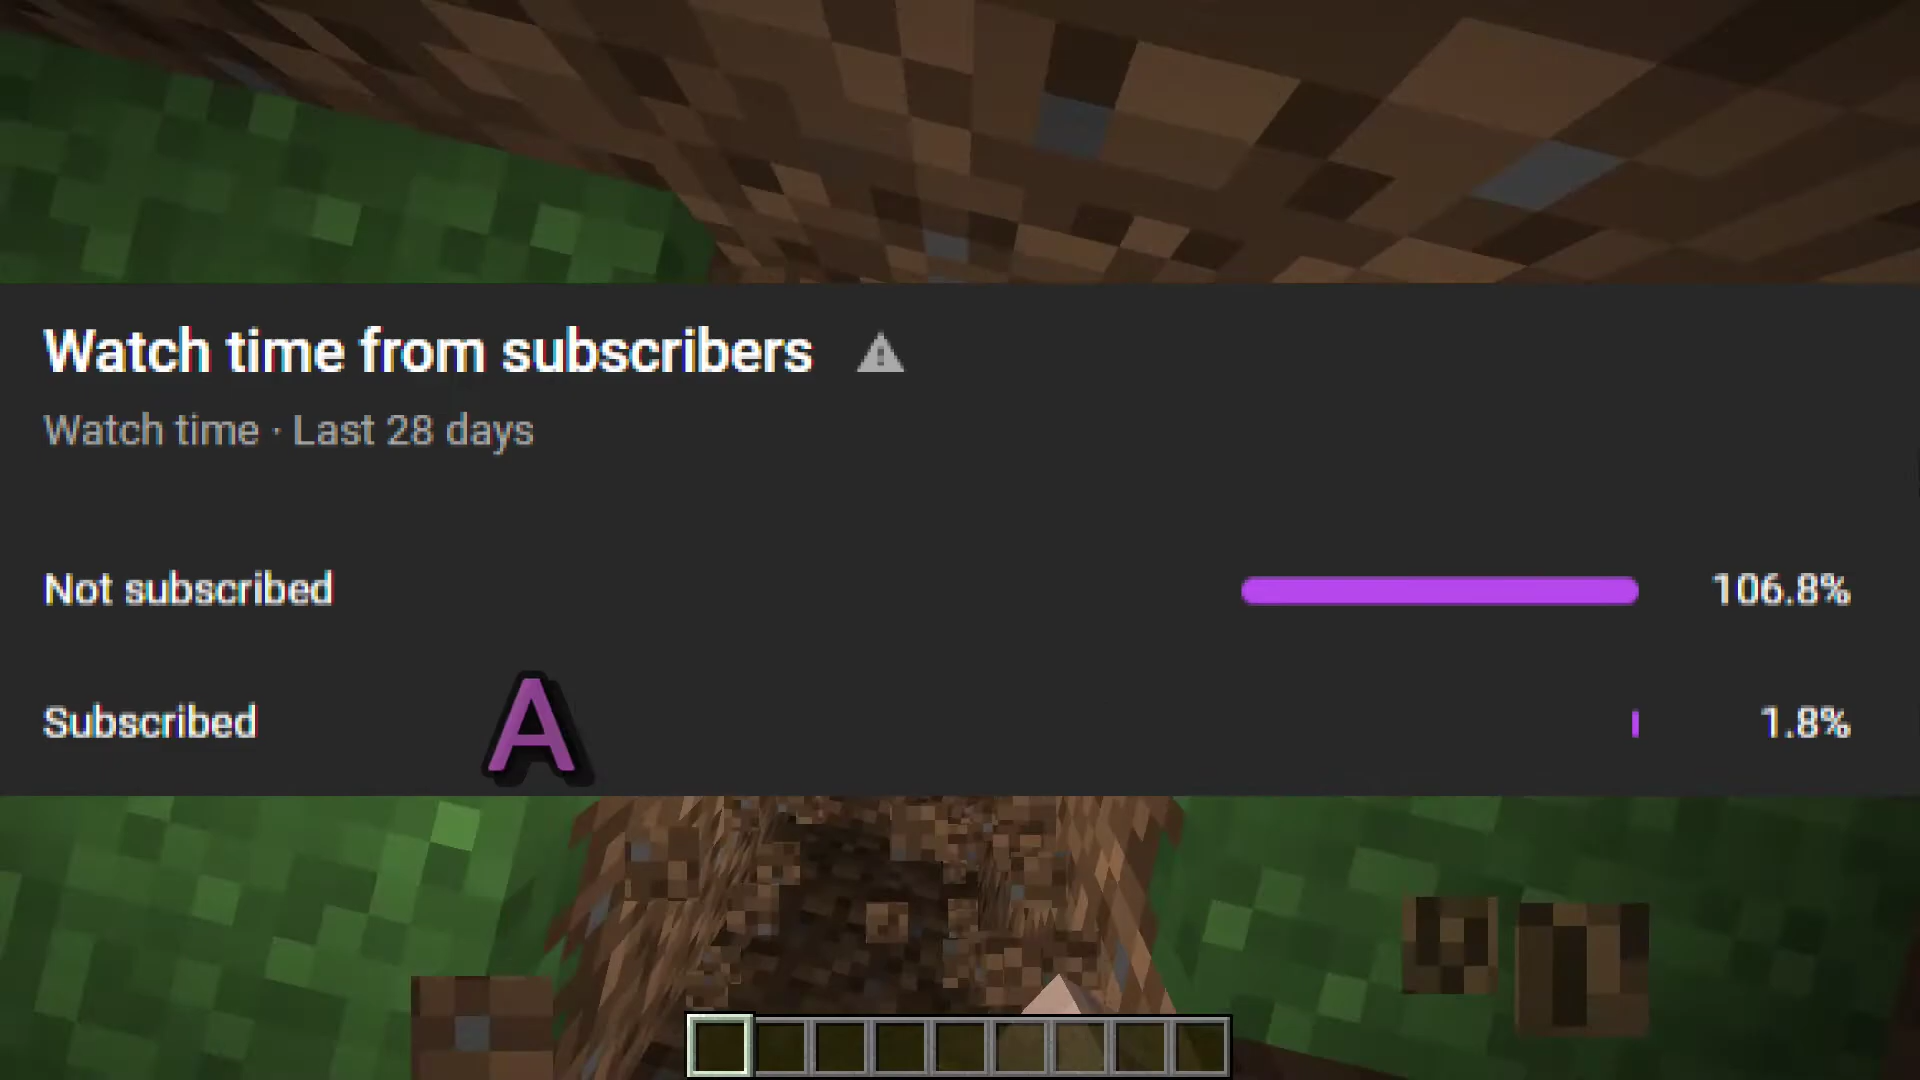 Watch time from subscribers
Watch time · Last 28 days
Not subscribed 106.8%
Subscribed 1.8%
A